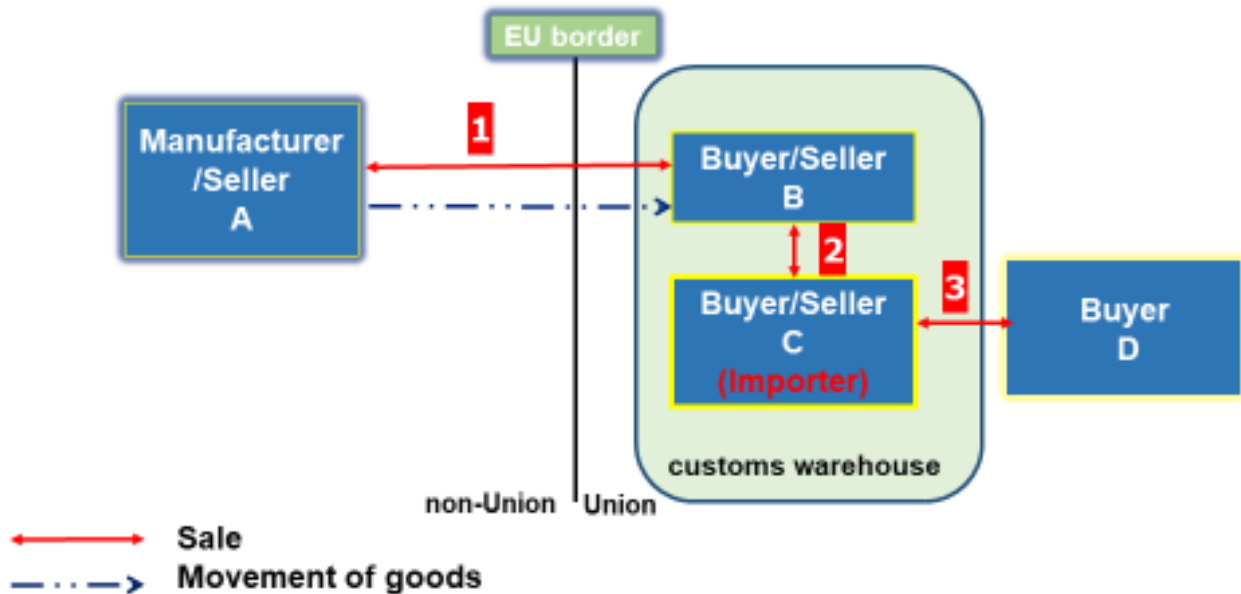 EU border
Manufacturer
/Seller
A
1
Buyer/Seller
B
2
Buyer/Seller
C
(Importer)
3
Buyer
D
customs warehouse
non-Union
Union
Sale
Movement of goods